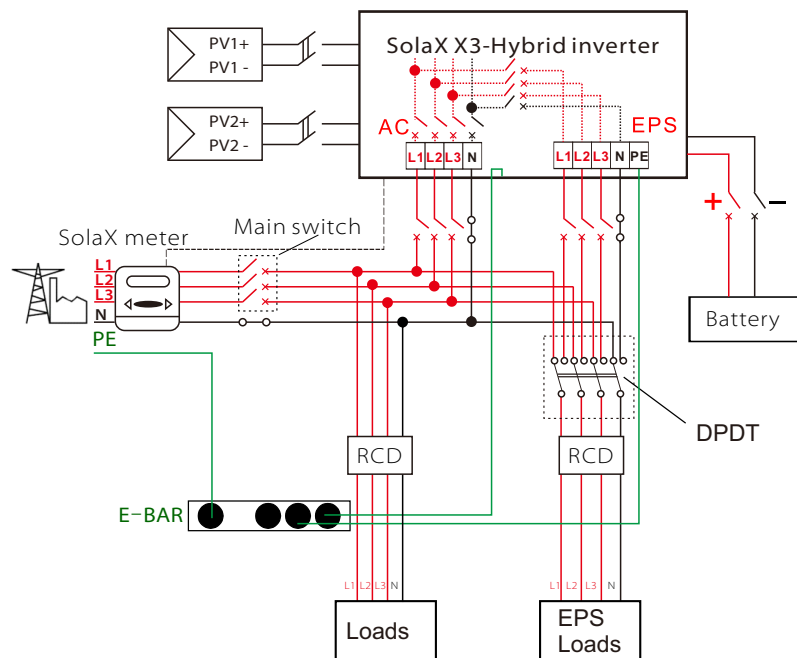 PV1+
PV1 -
PV2+
PV2 -
SolaX X3-Hybrid inverter
AC
EPS
L1 L2 L3 N
L1 L2 L3 N PE
+ −
Main switch
SolaX meter
L1
L2
L3
N
PE
Battery
DPDT
RCD
RCD
E-BAR
L1 L2 L3 N
L1 L2 L3 N
Loads
EPS
Loads